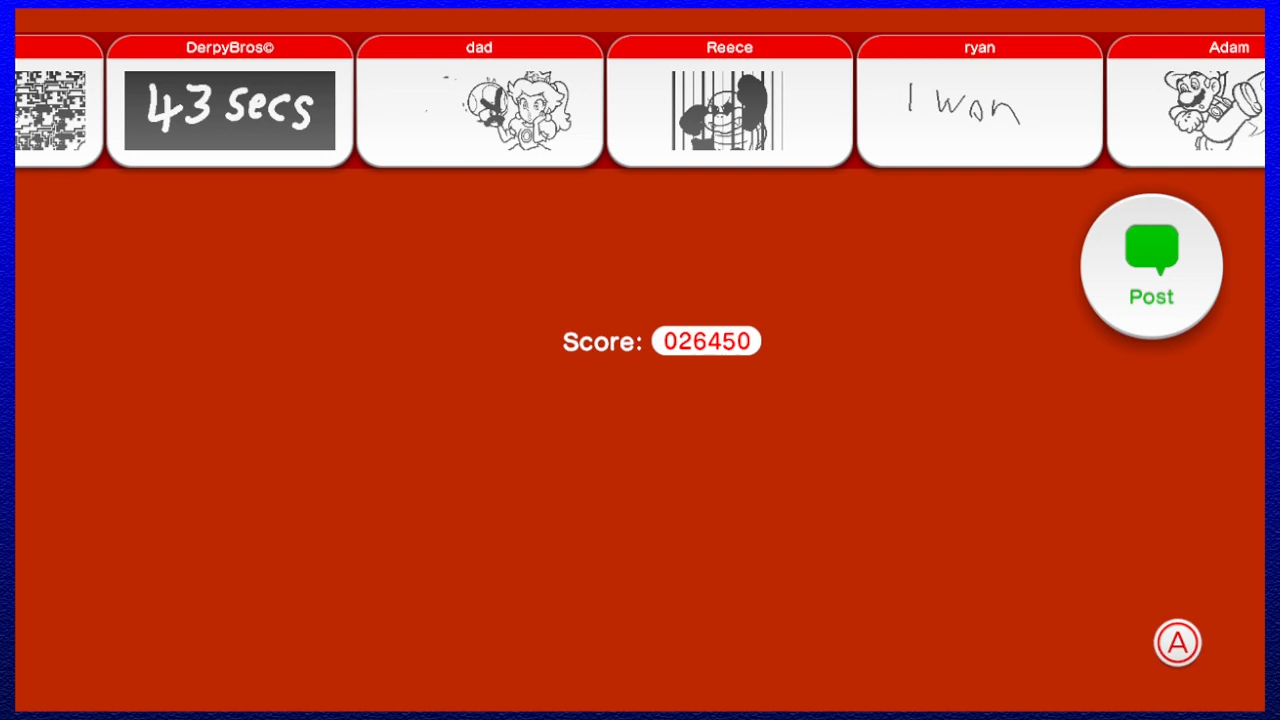 DerpyBros©
dad
Reece
ryan
Adam
43 secs
I won
Post
Score: 026450
A